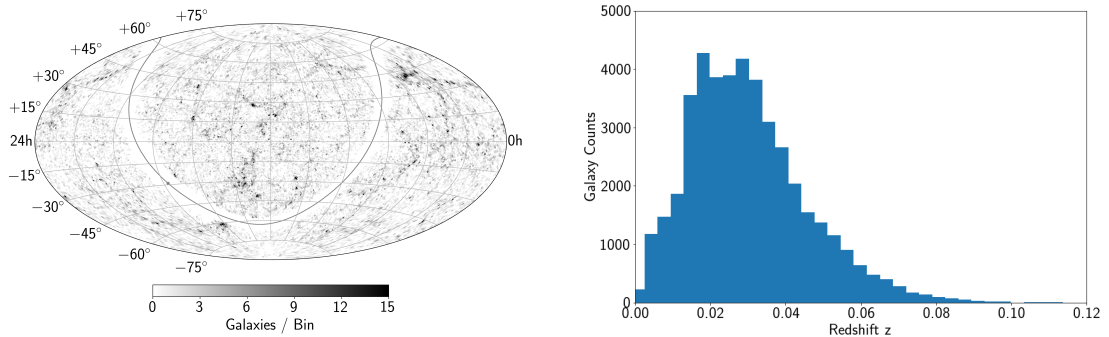 +75°
+60°
+45°
+30°
+15°
24h
0h
−15°
−30°
−45°
−60°
−75°
0 3 6 9 12 15
Galaxies / Bin
5000
4000
3000
2000
1000
0
Galaxy Counts
0.00 0.02 0.04 0.06 0.08 0.10 0.12
Redshift z